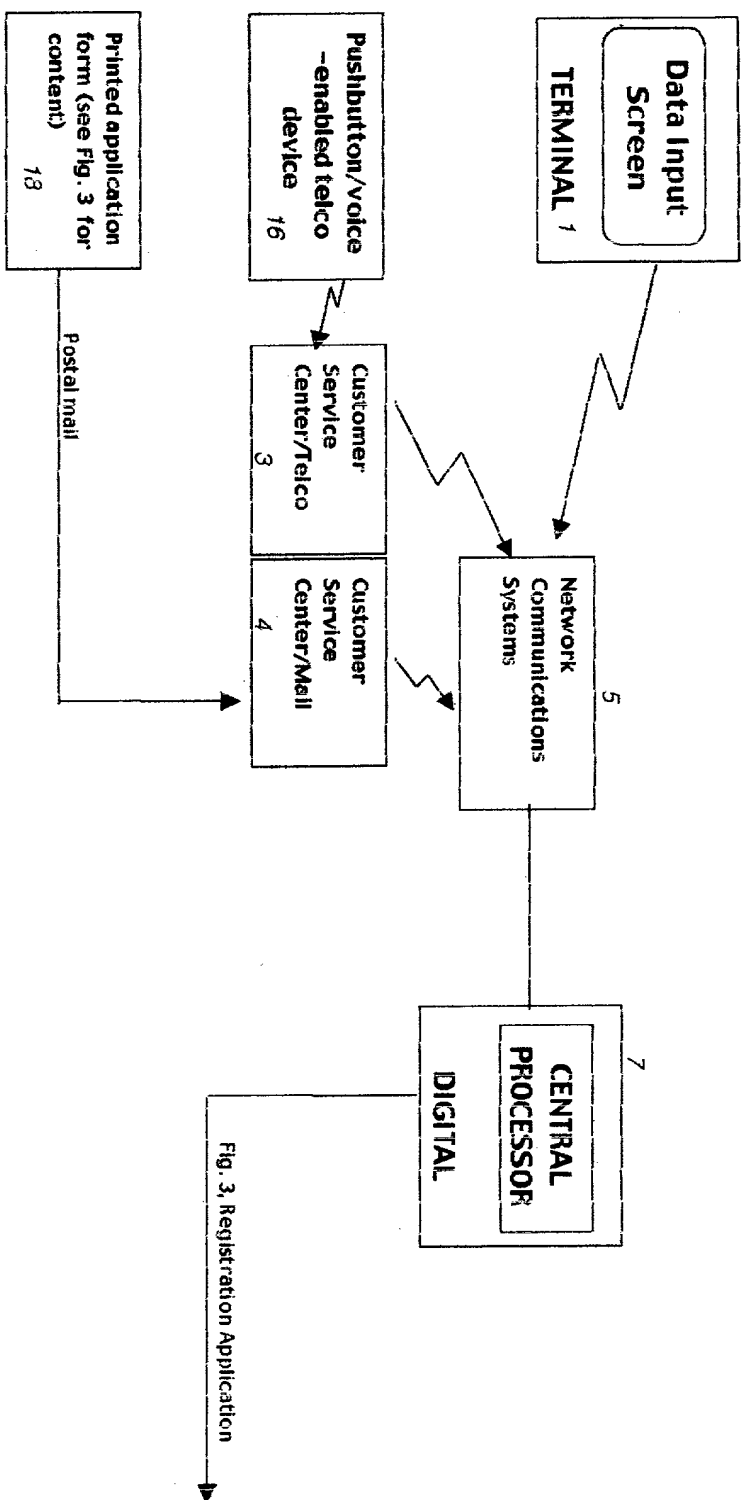 Data Input
Screen
TERMINAL 1
Pushbutton/voice
-enabled telco
device
16
Printed application
form (see Fig. 3 for
content)
18
Postal mail
Customer
Service
Center/Telco
3
Customer
Service
Center/Mail
4
5
Network
Communications
Systems
7
CENTRAL
PROCESSOR
DIGITAL
Fig. 3, Registration Application